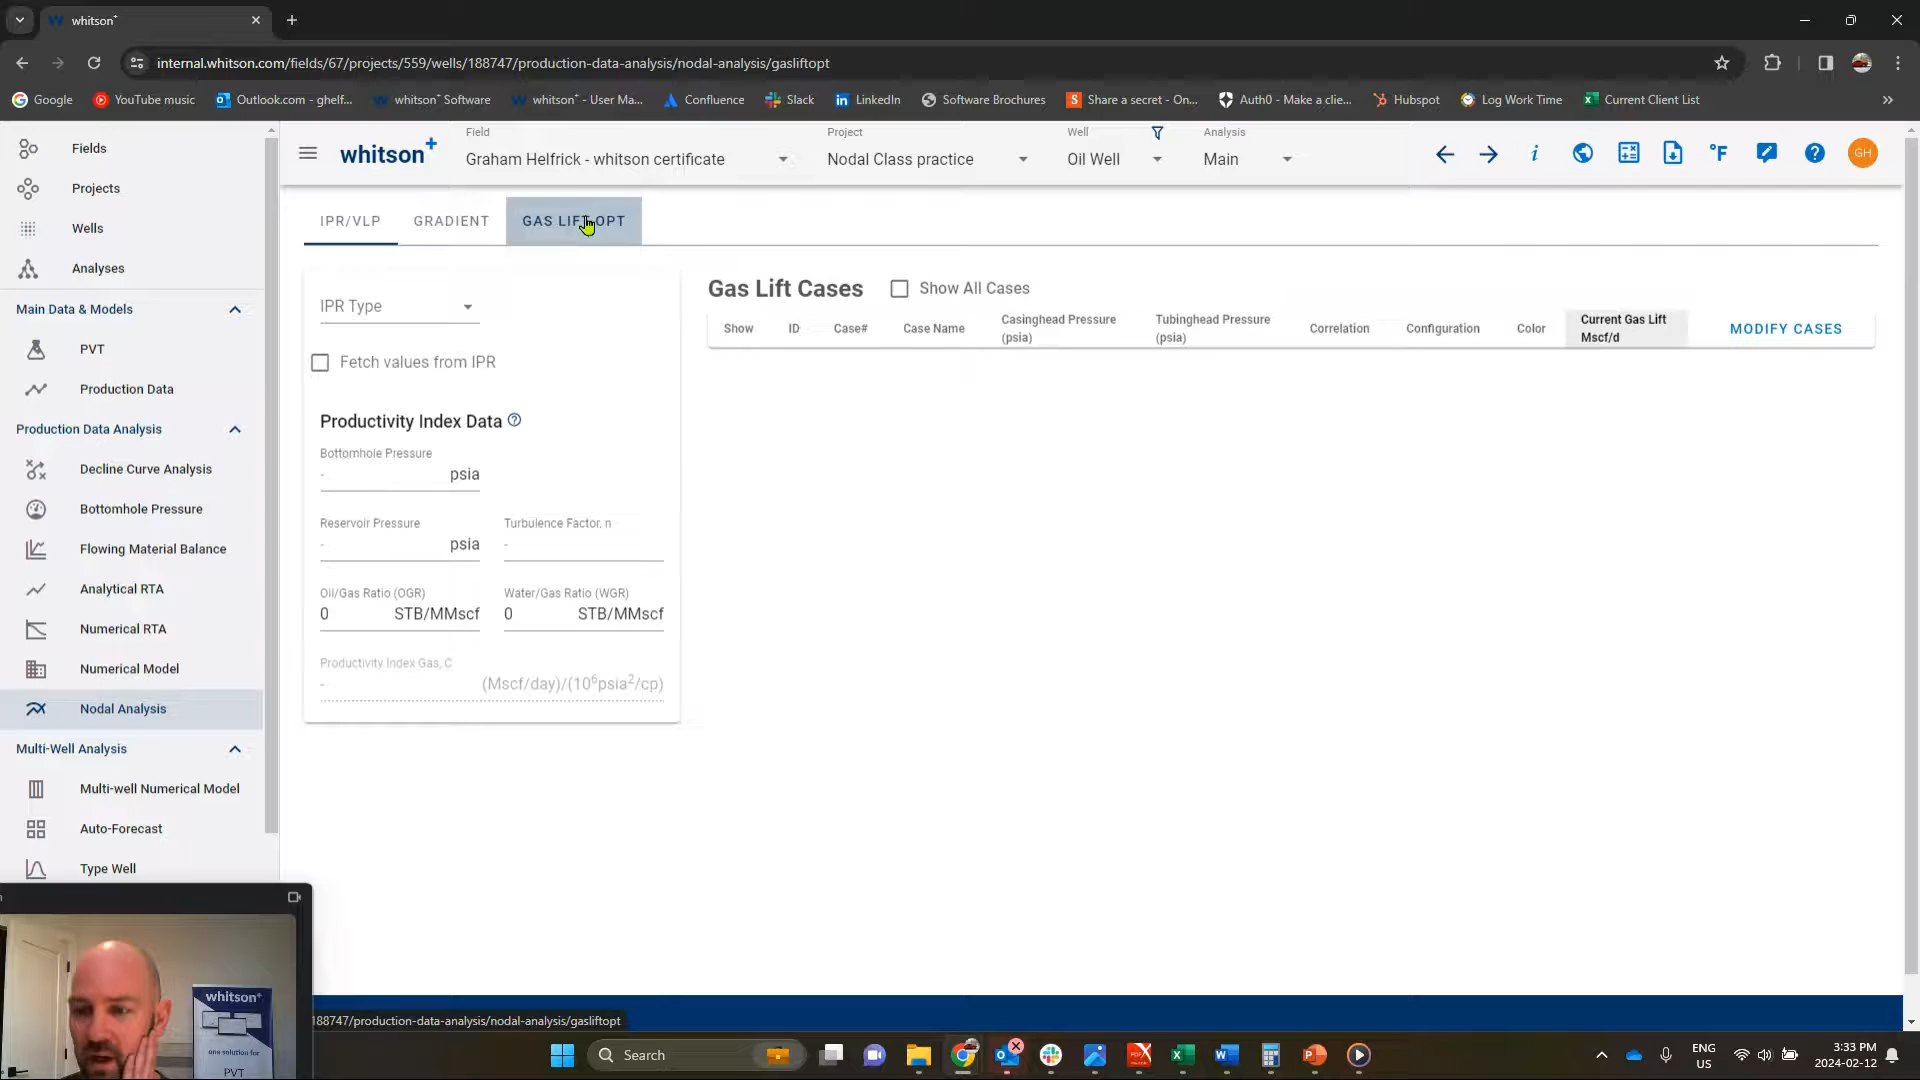 whitson⁺
internal.whitson.com/fields/67/projects/559/wells/188747/production-data-analysis/nodal-analysis/gasliftopt
Google
YouTube music
Outlook.com - ghelf...
whitson⁺ Software
whitson⁺ - User Ma...
Confluence
Slack
LinkedIn
Software Brochures
Share a secret - On...
Auth0 - Make a clie...
Hubspot
Log Work Time
Current Client List
»
Fields
Projects
Wells
Analyses
Main Data & Models
PVT
Production Data
Production Data Analysis
Decline Curve Analysis
Bottomhole Pressure
Flowing Material Balance
Analytical RTA
Numerical RTA
Numerical Model
Nodal Analysis
Multi-Well Analysis
Multi-well Numerical Model
Auto-Forecast
Type Well
whitson⁺
Field
Graham Helfrick - whitson certificate
Project
Nodal Class practice
Well
Oil Well
Analysis
Main
°F
GH
IPR/VLP
GRADIENT
GAS LIFT OPT
IPR Type
Fetch values from IPR
Productivity Index Data
Bottomhole Pressure
- psia
Reservoir Pressure
- psia
Turbulence Factor, n
-
Oil/Gas Ratio (OGR)
0 STB/MMscf
Water/Gas Ratio (WGR)
0 STB/MMscf
Productivity Index Gas, C
- (Mscf/day)/(10⁶psia²/cp)
Gas Lift Cases
Show All Cases
Show
ID
Case#
Case Name
Casinghead Pressure
(psia)
Tubinghead Pressure
(psia)
Correlation
Configuration
Color
Current Gas Lift
Mscf/d
MODIFY CASES
whitson⁺
one solution for
PVT
188747/production-data-analysis/nodal-analysis/gasliftopt
Search
ENG
US
3:33 PM
2024-02-12